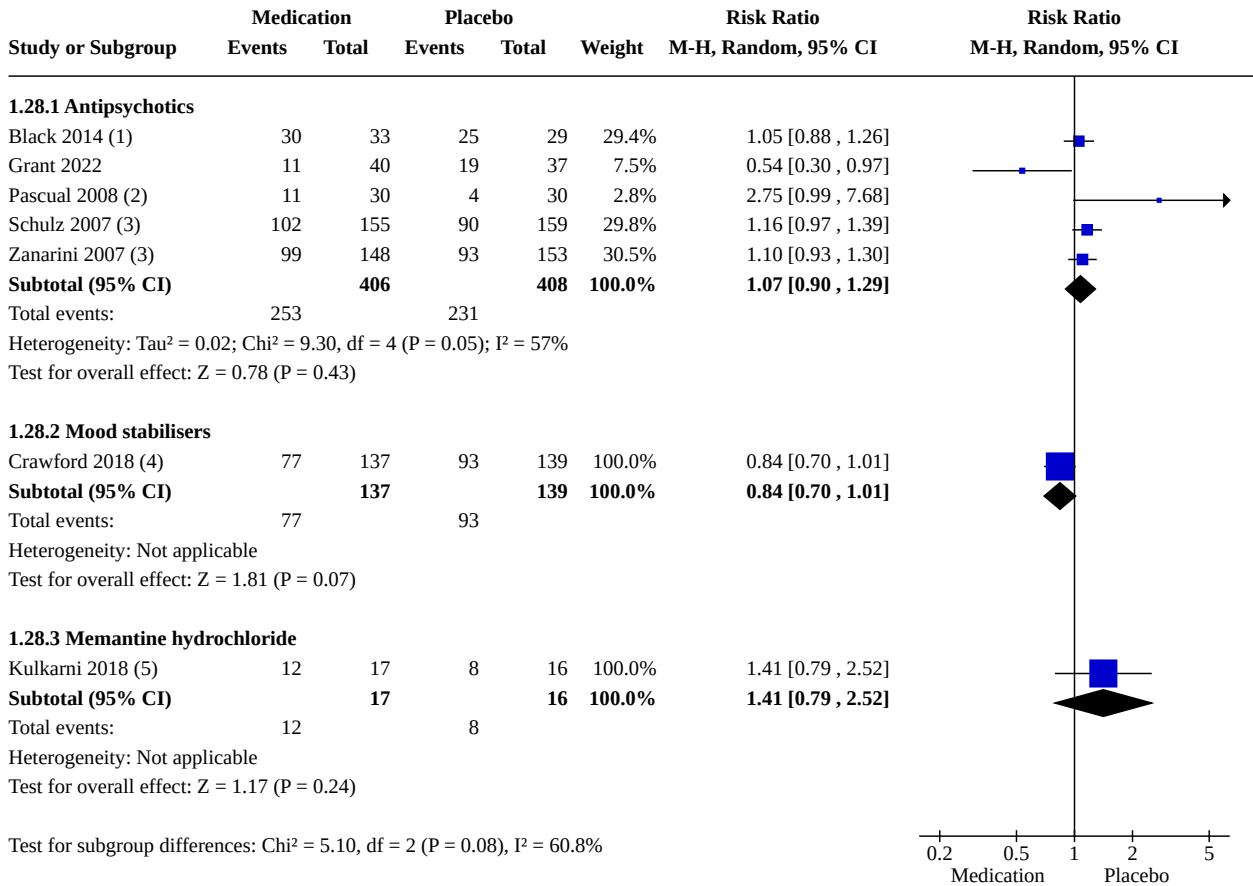 Medication Placebo Risk Ratio Risk Ratio
Study or Subgroup Events Total Events Total Weight M-H, Random, 95% CI M-H, Random, 95% CI
1.28.1 Antipsychotics
Black 2014 (1) 30 33 25 29 29.4% 1.05 [0.88 , 1.26]
Grant 2022 11 40 19 37 7.5% 0.54 [0.30 , 0.97]
Pascual 2008 (2) 11 30 4 30 2.8% 2.75 [0.99 , 7.68]
Schulz 2007 (3) 102 155 90 159 29.8% 1.16 [0.97 , 1.39]
Zanarini 2007 (3) 99 148 93 153 30.5% 1.10 [0.93 , 1.30]
Subtotal (95% CI) 406 408 100.0% 1.07 [0.90 , 1.29]
Total events: 253 231
Heterogeneity: Tau² = 0.02; Chi² = 9.30, df = 4 (P = 0.05); I² = 57%
Test for overall effect: Z = 0.78 (P = 0.43)
1.28.2 Mood stabilisers
Crawford 2018 (4) 77 137 93 139 100.0% 0.84 [0.70 , 1.01]
Subtotal (95% CI) 137 139 100.0% 0.84 [0.70 , 1.01]
Total events: 77 93
Heterogeneity: Not applicable
Test for overall effect: Z = 1.81 (P = 0.07)
1.28.3 Memantine hydrochloride
Kulkarni 2018 (5) 12 17 8 16 100.0% 1.41 [0.79 , 2.52]
Subtotal (95% CI) 17 16 100.0% 1.41 [0.79 , 2.52]
Total events: 12 8
Heterogeneity: Not applicable
Test for overall effect: Z = 1.17 (P = 0.24)
Test for subgroup differences: Chi² = 5.10, df = 2 (P = 0.08), I² = 60.8%
0.2 0.5 1 2 5
Medication Placebo